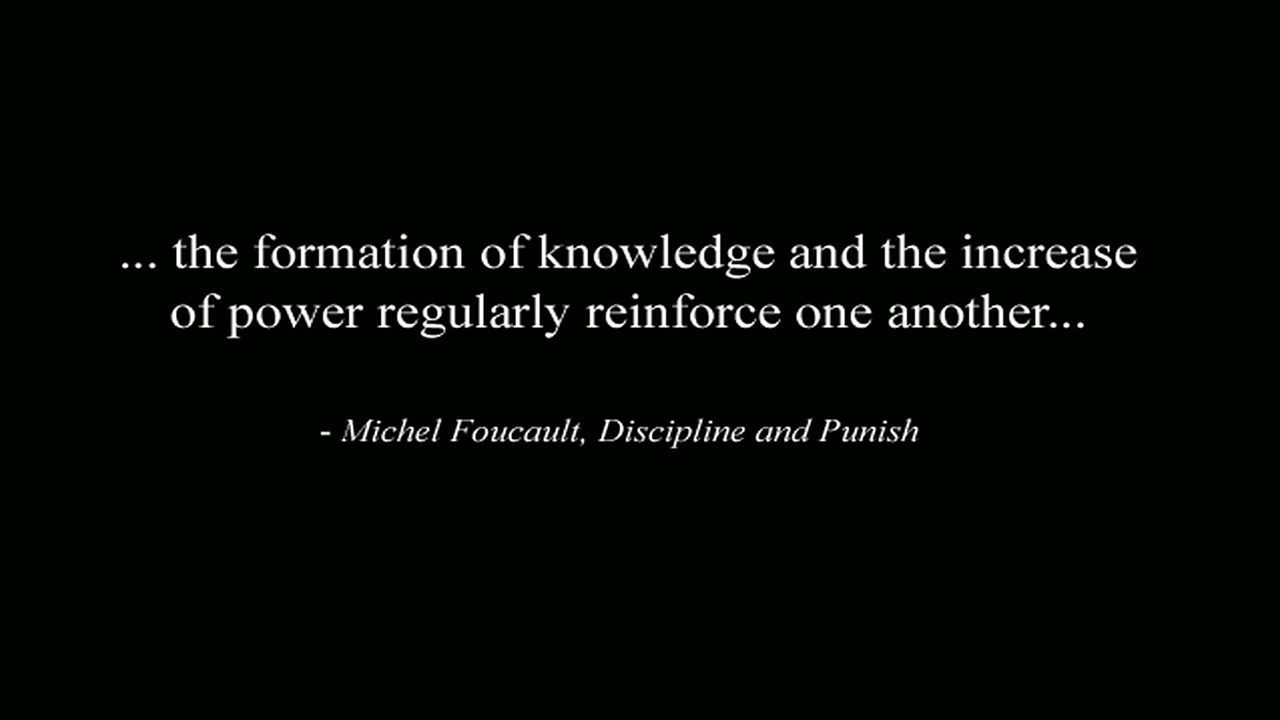 ... the formation of knowledge and the increase
of power regularly reinforce one another...
- Michel Foucault, Discipline and Punish